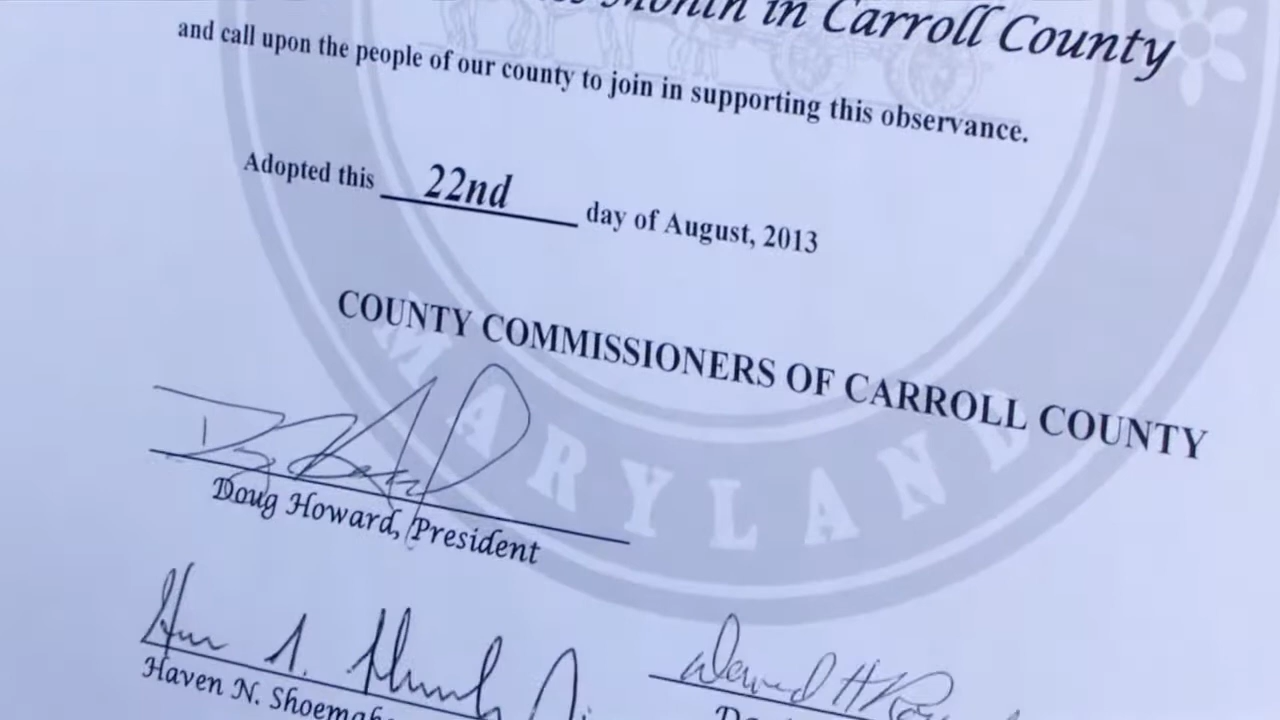 Month in Carroll County
and call upon the people of our county to join in supporting this observance.
Adopted this 22nd day of August, 2013
COUNTY COMMISSIONERS OF CARROLL COUNTY
MARYLAND
Doug Howard, President
Haven N.